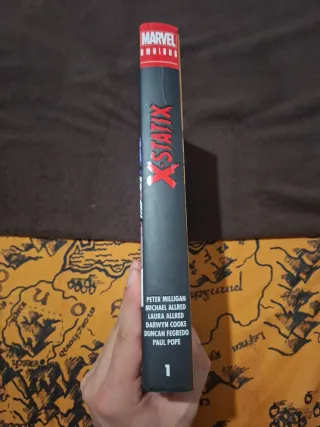 MARVEL
OMNIBUS
X-STATIX
PETER MILLIGAN
MICHAEL ALLRED
LAURA ALLRED
DARWYN COOKE
DUNCAN FEGREDO
PAUL POPE
1